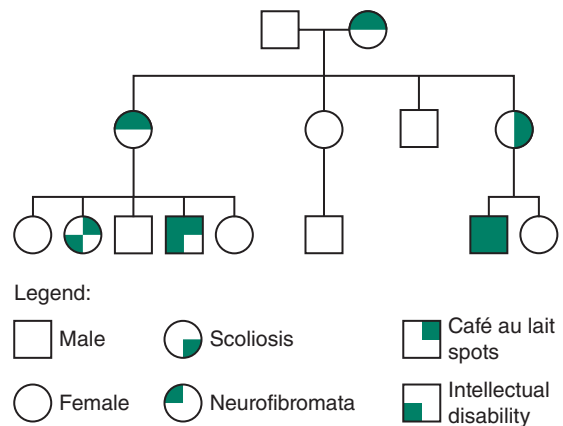 Legend:
Male
Scoliosis
Café au lait
spots
Female
Neurofibromata
Intellectual
disability